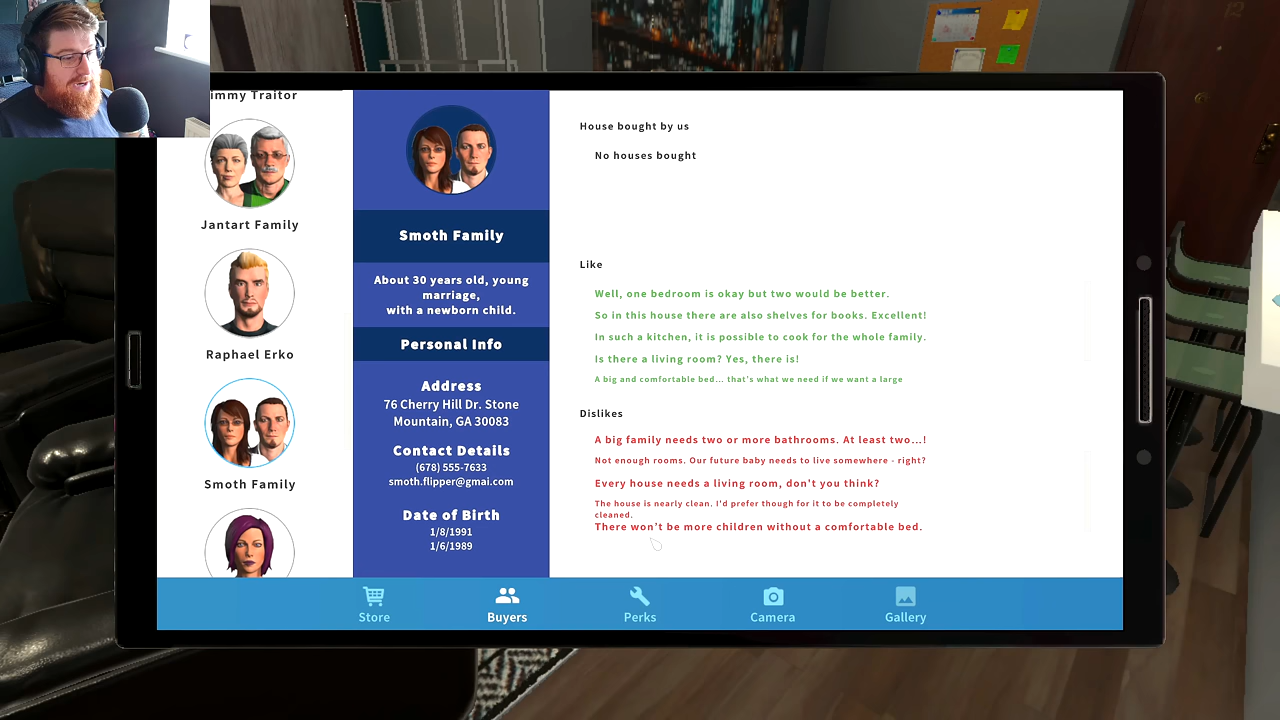 immy Traitor
Jantart Family
Raphael Erko
Smoth Family
Smoth Family
About 30 years old, young
marriage,
with a newborn child.
Personal Info
Address
76 Cherry Hill Dr. Stone
Mountain, GA 30083
Contact Details
(678) 555-7633
smoth.flipper@gmai.com
Date of Birth
1/8/1991
1/6/1989
House bought by us
No houses bought
Like
Well, one bedroom is okay but two would be better.
So in this house there are also shelves for books. Excellent!
In such a kitchen, it is possible to cook for the whole family.
Is there a living room? Yes, there is!
A big and comfortable bed... that's what we need if we want a large
Dislikes
A big family needs two or more bathrooms. At least two...!
Not enough rooms. Our future baby needs to live somewhere - right?
Every house needs a living room, don't you think?
The house is nearly clean. I'd prefer though for it to be completely
cleaned.
There won't be more children without a comfortable bed.
Store
Buyers
Perks
Camera
Gallery